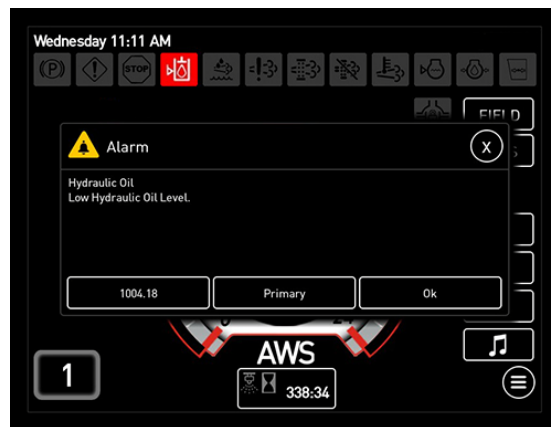 Wednesday 11:11 AM
(P)
STOP
FIELD
Alarm
X
Hydraulic Oil
Low Hydraulic Oil Level.
1004.18
Primary
Ok
AWS
1
338:34